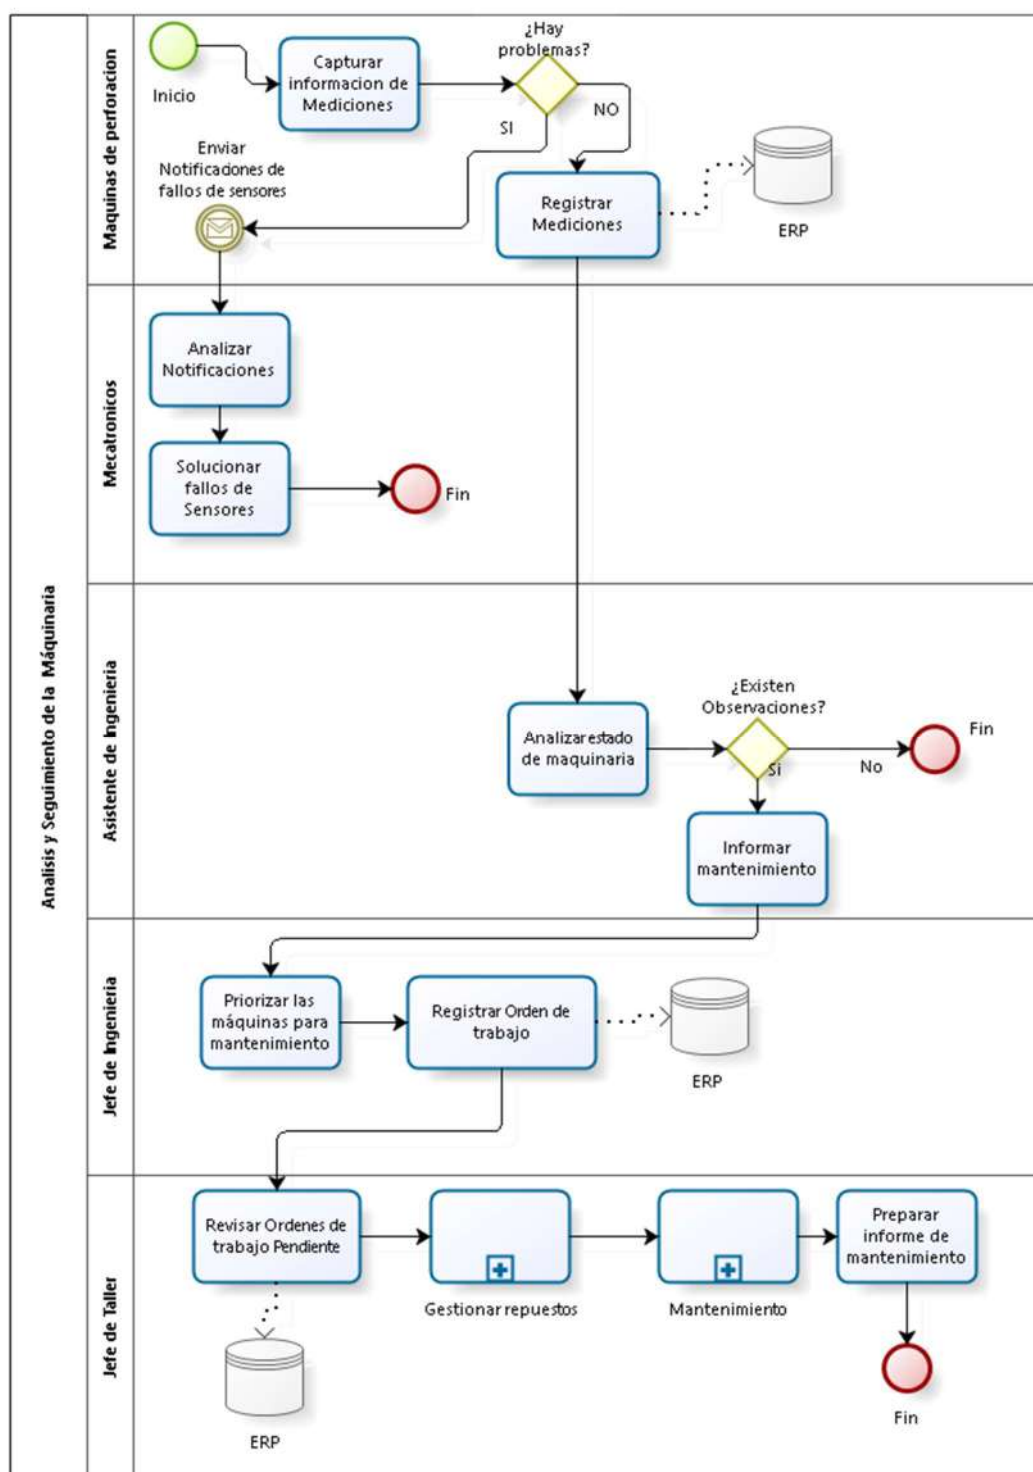 Analisis y Seguimiento de la Máquinaria
Maquinas de perforacion
Inicio
Capturar
informacion de
Mediciones
¿Hay
problemas?
SI
NO
Enviar
Notificaciones de
fallos de sensores
Registrar
Mediciones
ERP
Mecatronicos
Analizar
Notificaciones
Solucionar
fallos de
Sensores
Fin
Asistente de Ingenieria
Analizarestado
de maquinaria
¿Existen
Observaciones?
Si
No
Fin
Informar
mantenimiento
Jefe de Ingenieria
Priorizar las
máquinas para
mantenimiento
Registrar Orden de
trabajo
ERP
Jefe de Taller
Revisar Ordenes de
trabajo Pendiente
Gestionar repuestos
Mantenimiento
Preparar
informe de
mantenimiento
ERP
Fin